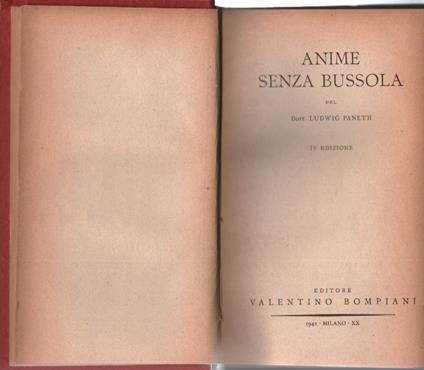 ANIME
SENZA BUSSOLA
DEL
Dott. LUDWIG PANETH
IV EDIZIONE
EDITORE
VALENTINO BOMPIANI
1942 - MILANO - XX